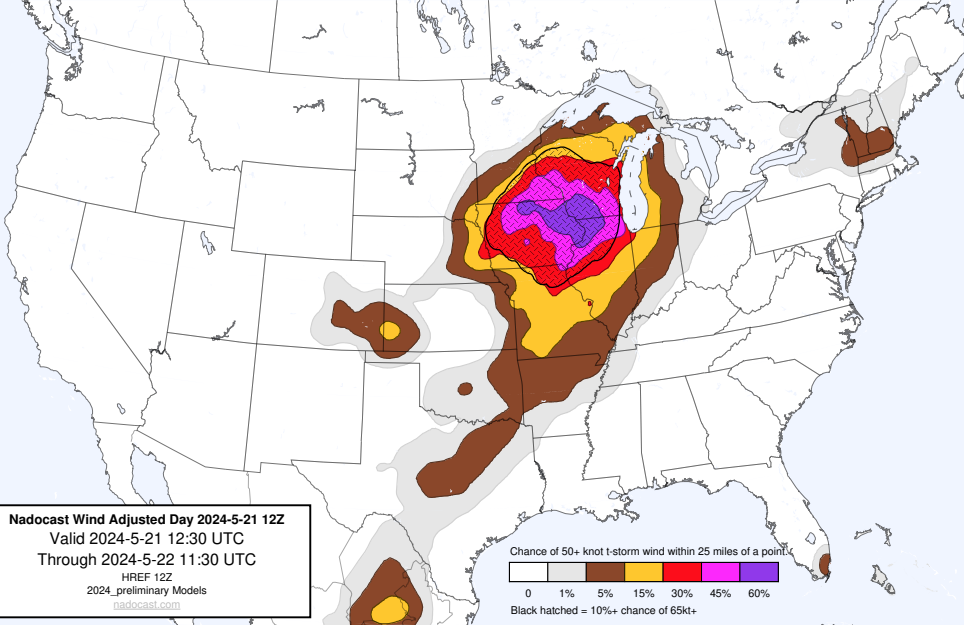 Nadocast Wind Adjusted Day 2024-5-21 12Z
Valid 2024-5-21 12:30 UTC
Through 2024-5-22 11:30 UTC
HREF 12Z
2024_preliminary Models
nadocast.com
Chance of 50+ knot t-storm wind within 25 miles of a point.
0 1% 5% 15% 30% 45% 60%
Black hatched = 10%+ chance of 65kt+